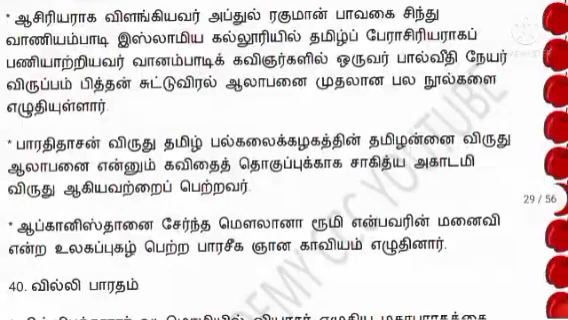 * ஆசிரியராக விளங்கியவர் அப்துல் ரகுமான் பாவகை சிந்து
வாணியம்பாடி இஸ்லாமிய கல்லூரியில் தமிழ்ப் பேராசிரியராகப்
பணியாற்றியவர் வானம்பாடிக் கவிஞர்களில் ஒருவர் பால்வீதி நேயர்
விருப்பம் பித்தன் சுட்டுவிரல் ஆலாபனை முதலான பல நூல்களை
எழுதியுள்ளார்.
* பாரதிதாசன் விருது தமிழ் பல்கலைக்கழகத்தின் தமிழன்னை விருது
ஆலாபனை என்னும் கவிதைத் தொகுப்புக்காக சாகித்ய அகாடமி
விருது ஆகியவற்றைப் பெற்றவர்.
29 / 56
* ஆப்கானிஸ்தானை சேர்ந்த மௌலானா ரூமி என்பவரின் மனைவி
என்ற உலகப்புகழ் பெற்ற பாரசீக ஞான காவியம் எழுதினார்.
40. வில்லி பாரதம்
EMY CCC YOUTUBE